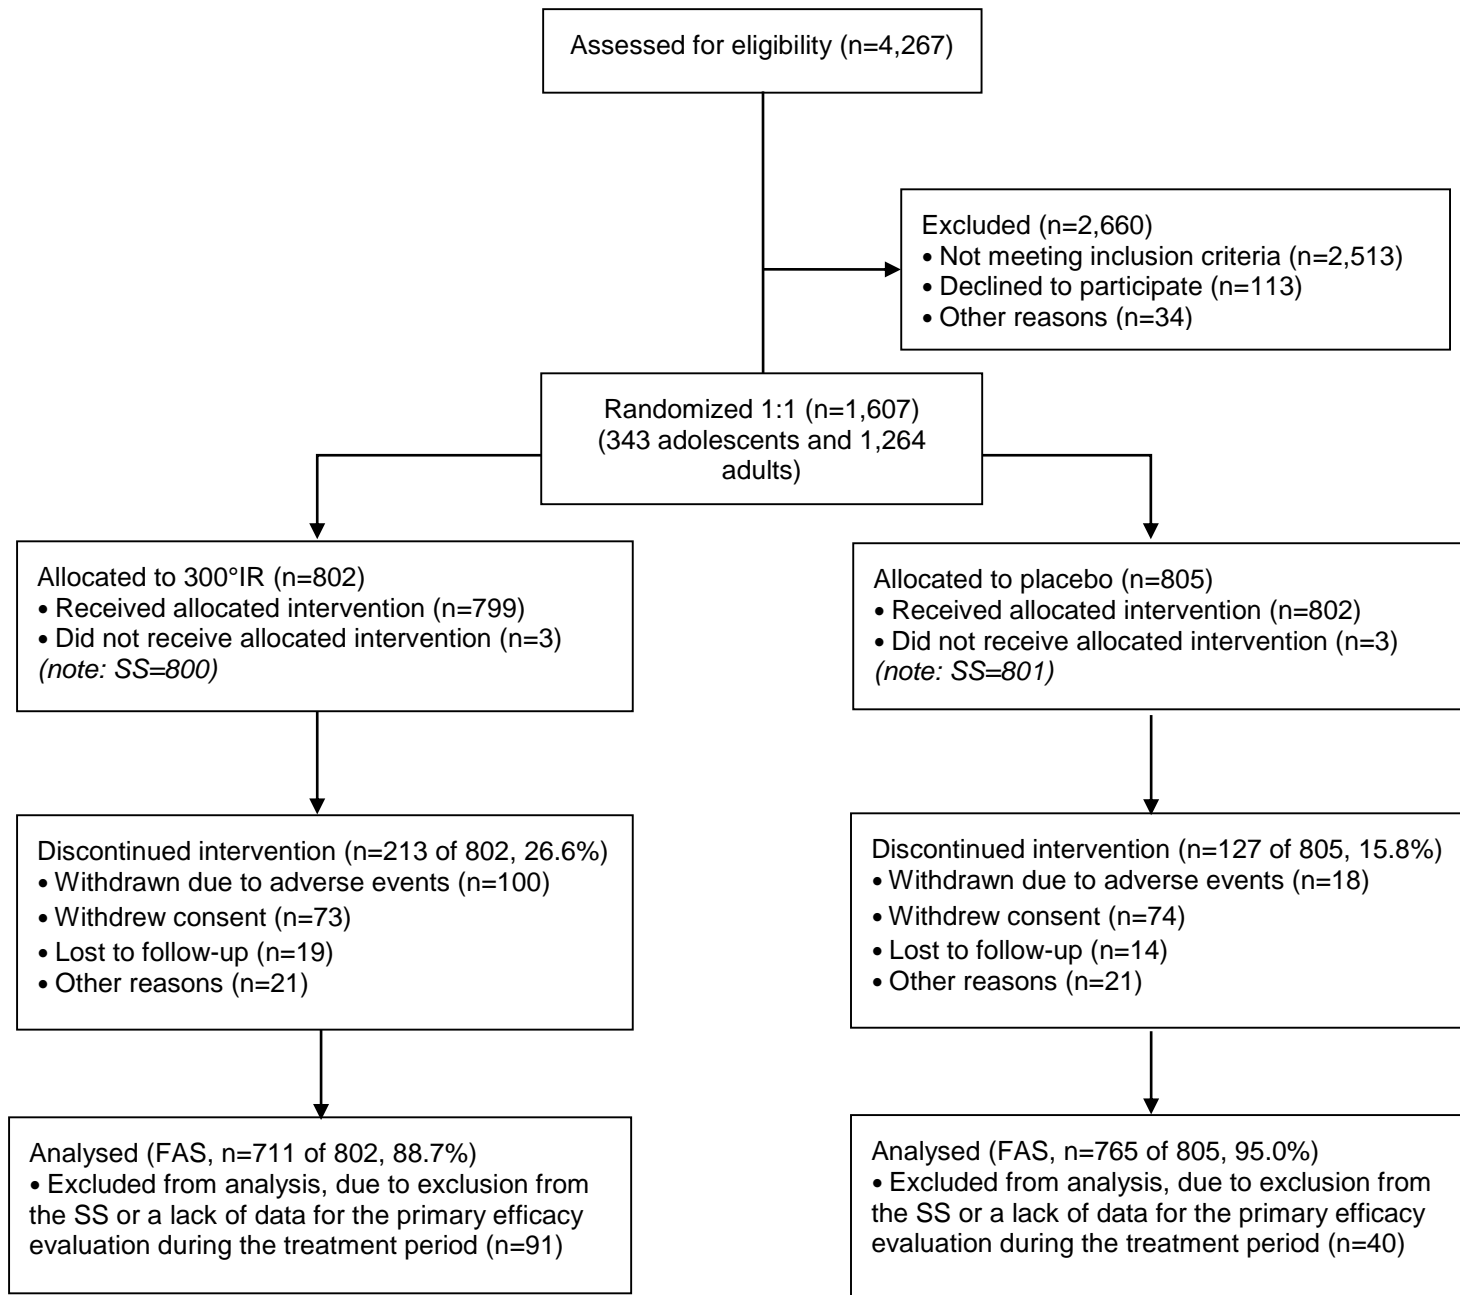 Assessed for eligibility (n=4,267)
Excluded (n=2,660)
• Not meeting inclusion criteria (n=2,513)
• Declined to participate (n=113)
• Other reasons (n=34)
Randomized 1:1 (n=1,607)
(343 adolescents and 1,264
adults)
Allocated to 300°IR (n=802)
• Received allocated intervention (n=799)
• Did not receive allocated intervention (n=3)
(note: SS=800)
Allocated to placebo (n=805)
• Received allocated intervention (n=802)
• Did not receive allocated intervention (n=3)
(note: SS=801)
Discontinued intervention (n=213 of 802, 26.6%)
• Withdrawn due to adverse events (n=100)
• Withdrew consent (n=73)
• Lost to follow-up (n=19)
• Other reasons (n=21)
Discontinued intervention (n=127 of 805, 15.8%)
• Withdrawn due to adverse events (n=18)
• Withdrew consent (n=74)
• Lost to follow-up (n=14)
• Other reasons (n=21)
Analysed (FAS, n=711 of 802, 88.7%)
• Excluded from analysis, due to exclusion from
the SS or a lack of data for the primary efficacy
evaluation during the treatment period (n=91)
Analysed (FAS, n=765 of 805, 95.0%)
• Excluded from analysis, due to exclusion from
the SS or a lack of data for the primary efficacy
evaluation during the treatment period (n=40)